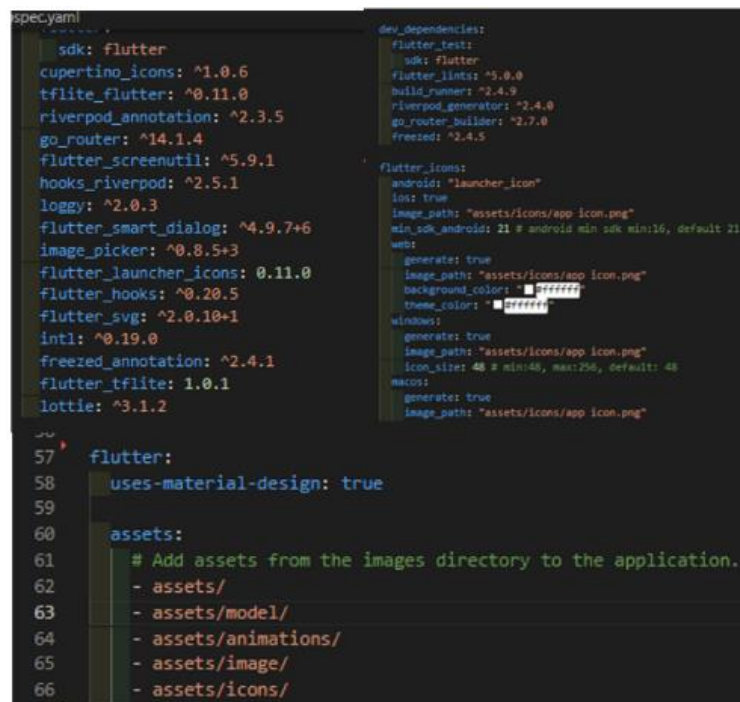 spec.yaml
sdk: flutter
cupertino_icons: ^1.0.6
tflite_flutter: ^0.11.0
riverpod_annotation: ^2.3.5
go_router: ^14.1.4
flutter_screenutil: ^5.9.1
hooks_riverpod: ^2.5.1
loggy: ^2.0.3
flutter_smart_dialog: ^4.9.7+6
image_picker: ^0.8.5+3
flutter_launcher_icons: 0.11.0
flutter_hooks: ^0.20.5
flutter_svg: ^2.0.10+1
intl: ^0.19.0
freezed_annotation: ^2.4.1
flutter_tflite: 1.0.1
lottie: ^3.1.2
dev_dependencies:
flutter_test:
sdk: flutter
flutter_lints: ^5.0.0
build_runner: ^2.4.9
riverpod_generator: ^2.4.0
go_router_builder: ^2.7.0
freezed: ^2.4.5
flutter_icons:
android: "launcher_icon"
ios: true
image_path: "assets/icons/app icon.png"
min_sdk_android: 21 # android min sdk min:16, default 21
web:
generate: true
image_path: "assets/icons/app icon.png"
background_color: "#ffffff"
theme_color: "#ffffff"
windows:
generate: true
image_path: "assets/icons/app icon.png"
icon_size: 48 # min:48, max:256, default: 48
macos:
generate: true
image_path: "assets/icons/app icon.png"
57 flutter:
58 uses-material-design: true
59
60 assets:
61 # Add assets from the images directory to the application.
62 - assets/
63 - assets/model/
64 - assets/animations/
65 - assets/image/
66 - assets/icons/